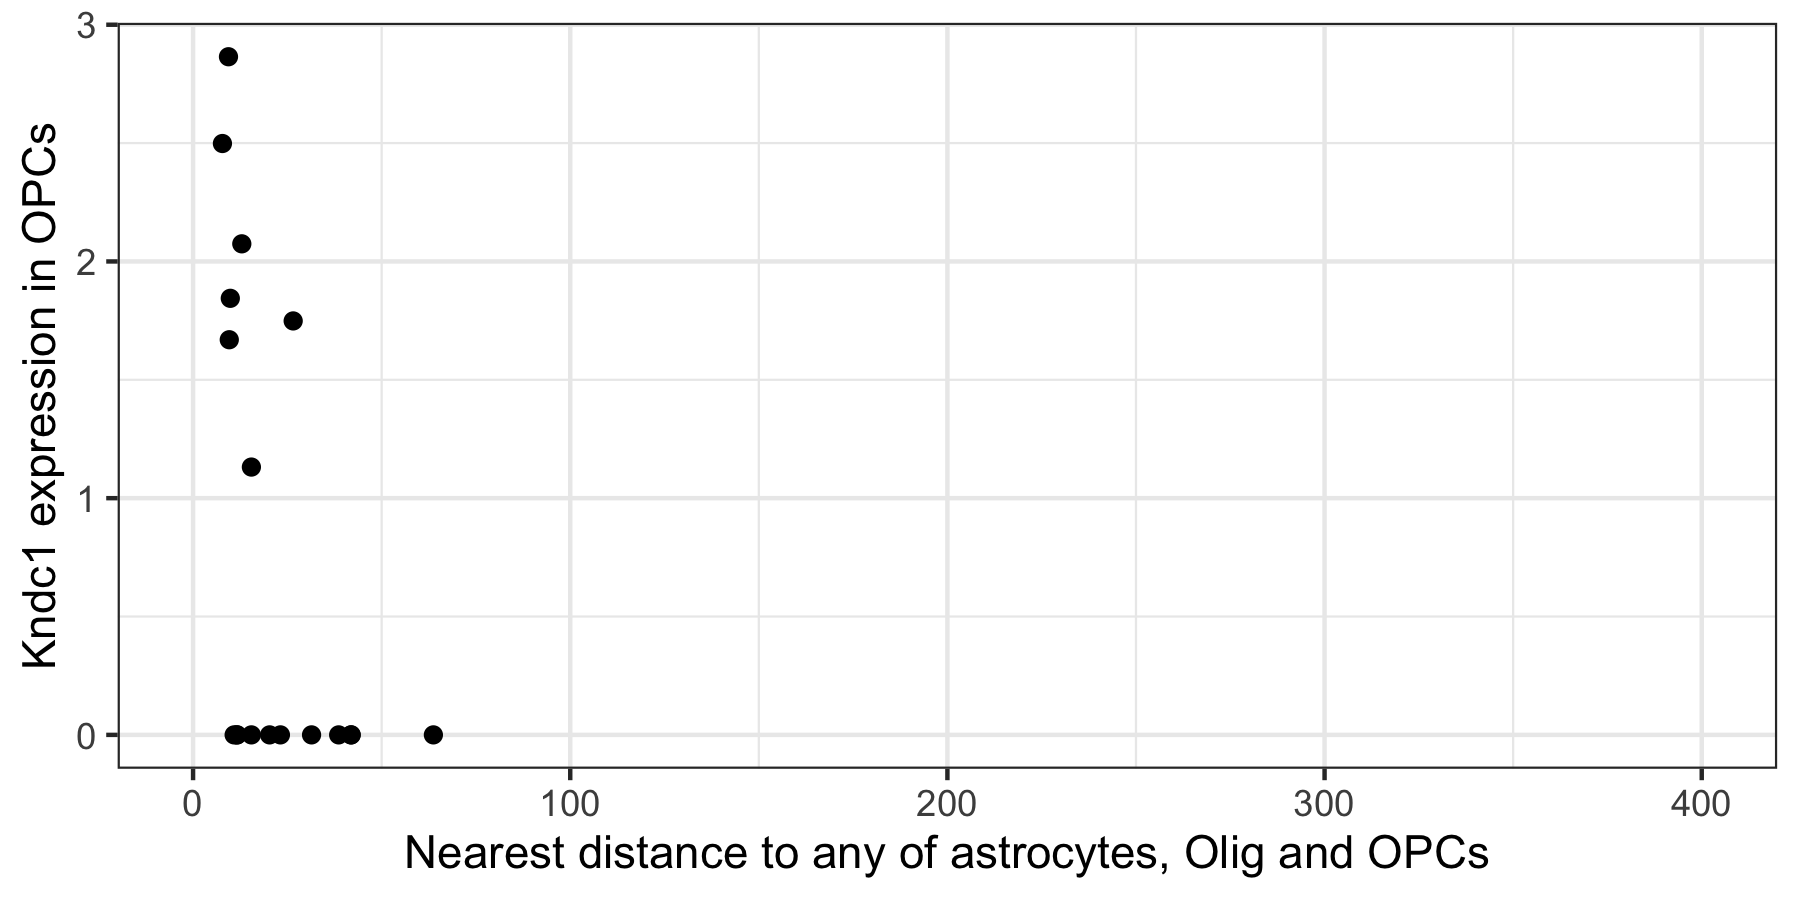 3
2
1
0
Kndc1 expression in OPCs
0 100 200 300 400
Nearest distance to any of astrocytes, Olig and OPCs